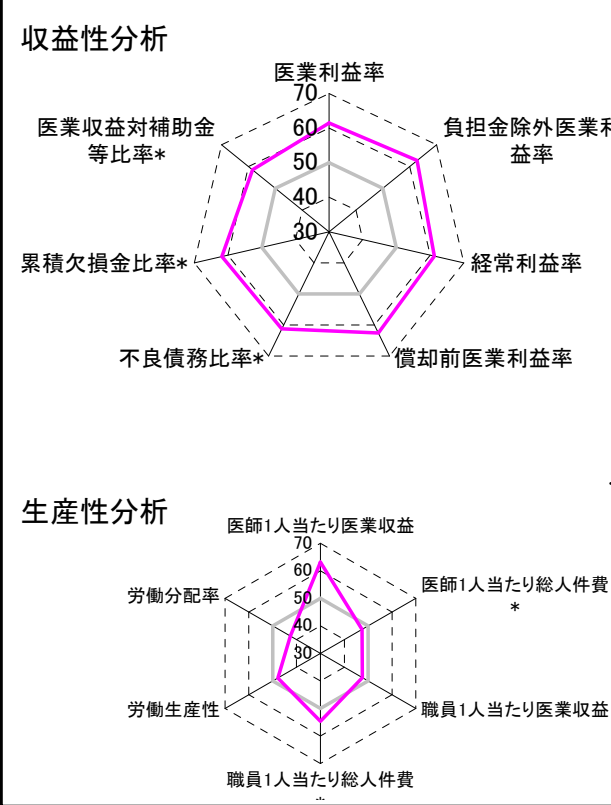 収益性分析
医業利益率
70
60
50
40
30
医業収益対補助金
等比率*
負担金除外医業利
益率
累積欠損金比率*
経常利益率
不良債務比率*
償却前医業利益率
生産性分析
医師1人当たり医業収益
70
60
50
40
30
労働分配率
医師1人当たり総人件費
*
労働生産性
職員1人当たり医業収益
職員1人当たり総人件費
*